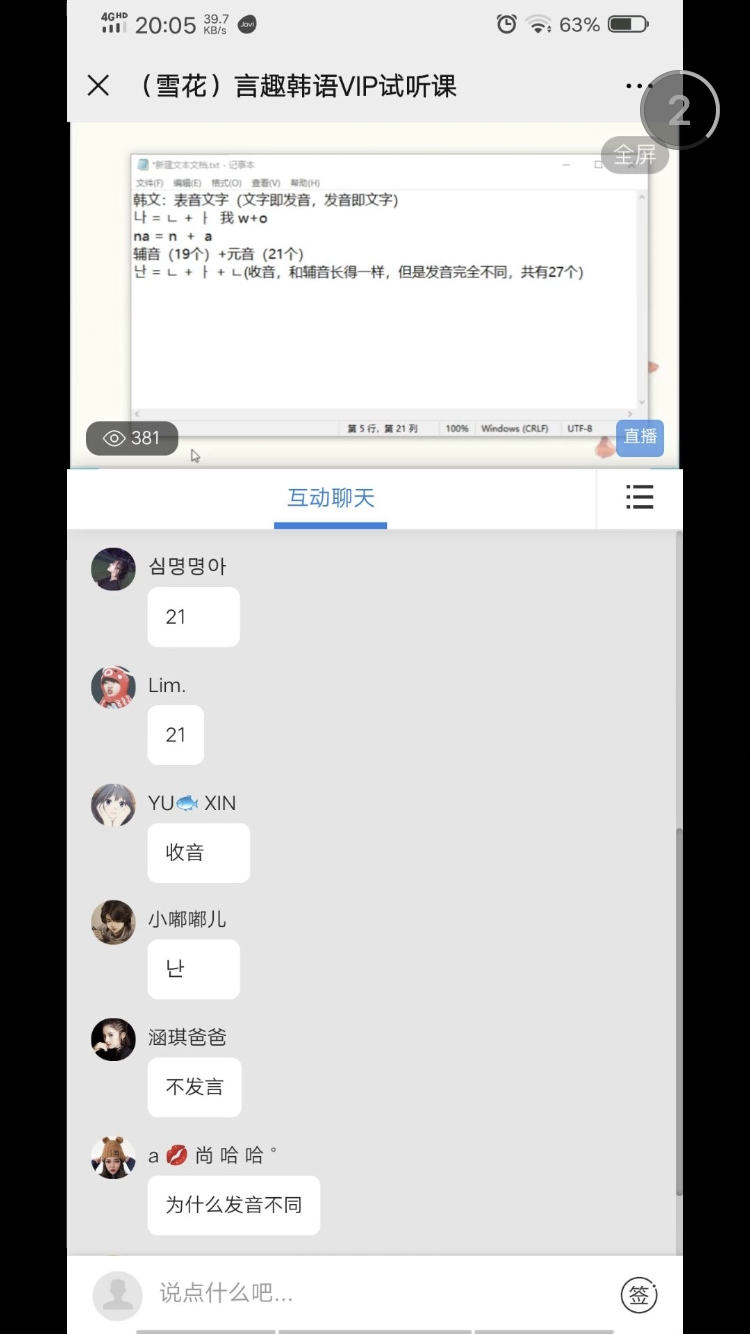 4G HD 20:05 39.7 KB/s Jovi 63%
（雪花）言趣韩语VIP试听课
2
全屏
*新建文本文档.txt - 记事本
文件(F) 编辑(E) 格式(O) 查看(V) 帮助(H)
韩文：表音文字（文字即发音，发音即文字）
나 = ㄴ + ㅏ 我 w+o
na = n + a
辅音（19个）+元音（21个）
난 = ㄴ + ㅏ + ㄴ(收音，和辅音长得一样，但是发音完全不同，共有27个）
第 5 行，第 21 列 100% Windows (CRLF) UTF-8
381
直播
互动聊天
심명명아
21
Lim.
21
YU🐟 XIN
收音
小嘟嘟儿
난
涵琪爸爸
不发言
a 💋 尚 哈 哈 °
为什么发音不同
说点什么吧...
签